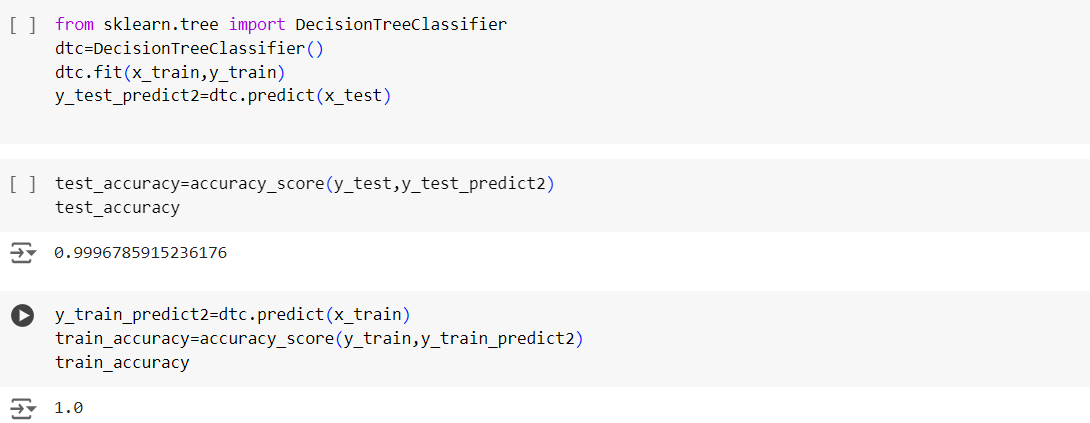 [ ] from sklearn.tree import DecisionTreeClassifier
dtc=DecisionTreeClassifier()
dtc.fit(x_train,y_train)
y_test_predict2=dtc.predict(x_test)
[ ] test_accuracy=accuracy_score(y_test,y_test_predict2)
test_accuracy
0.9996785915236176
y_train_predict2=dtc.predict(x_train)
train_accuracy=accuracy_score(y_train,y_train_predict2)
train_accuracy
1.0